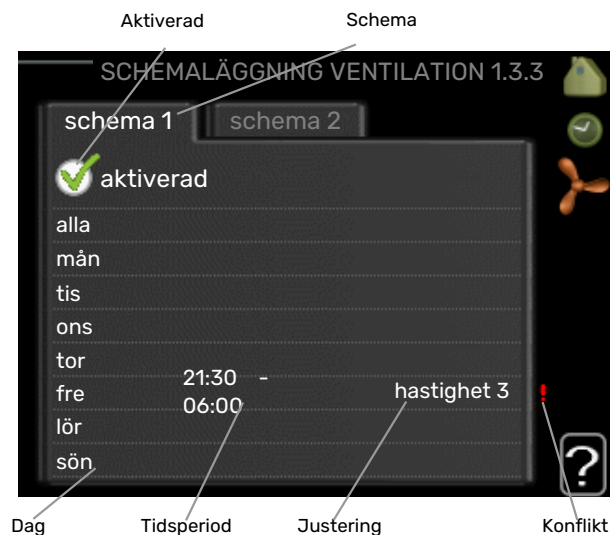 Aktiverad Schema
SCHEMALÄGGNING VENTILATION 1.3.3
schema 1 schema 2
aktiverad
alla
mån
tis
ons
tor
fre 21:30 - 06:00 hastighet 3 !
lör
sön
?
Dag Tidsperiod Justering Konflikt